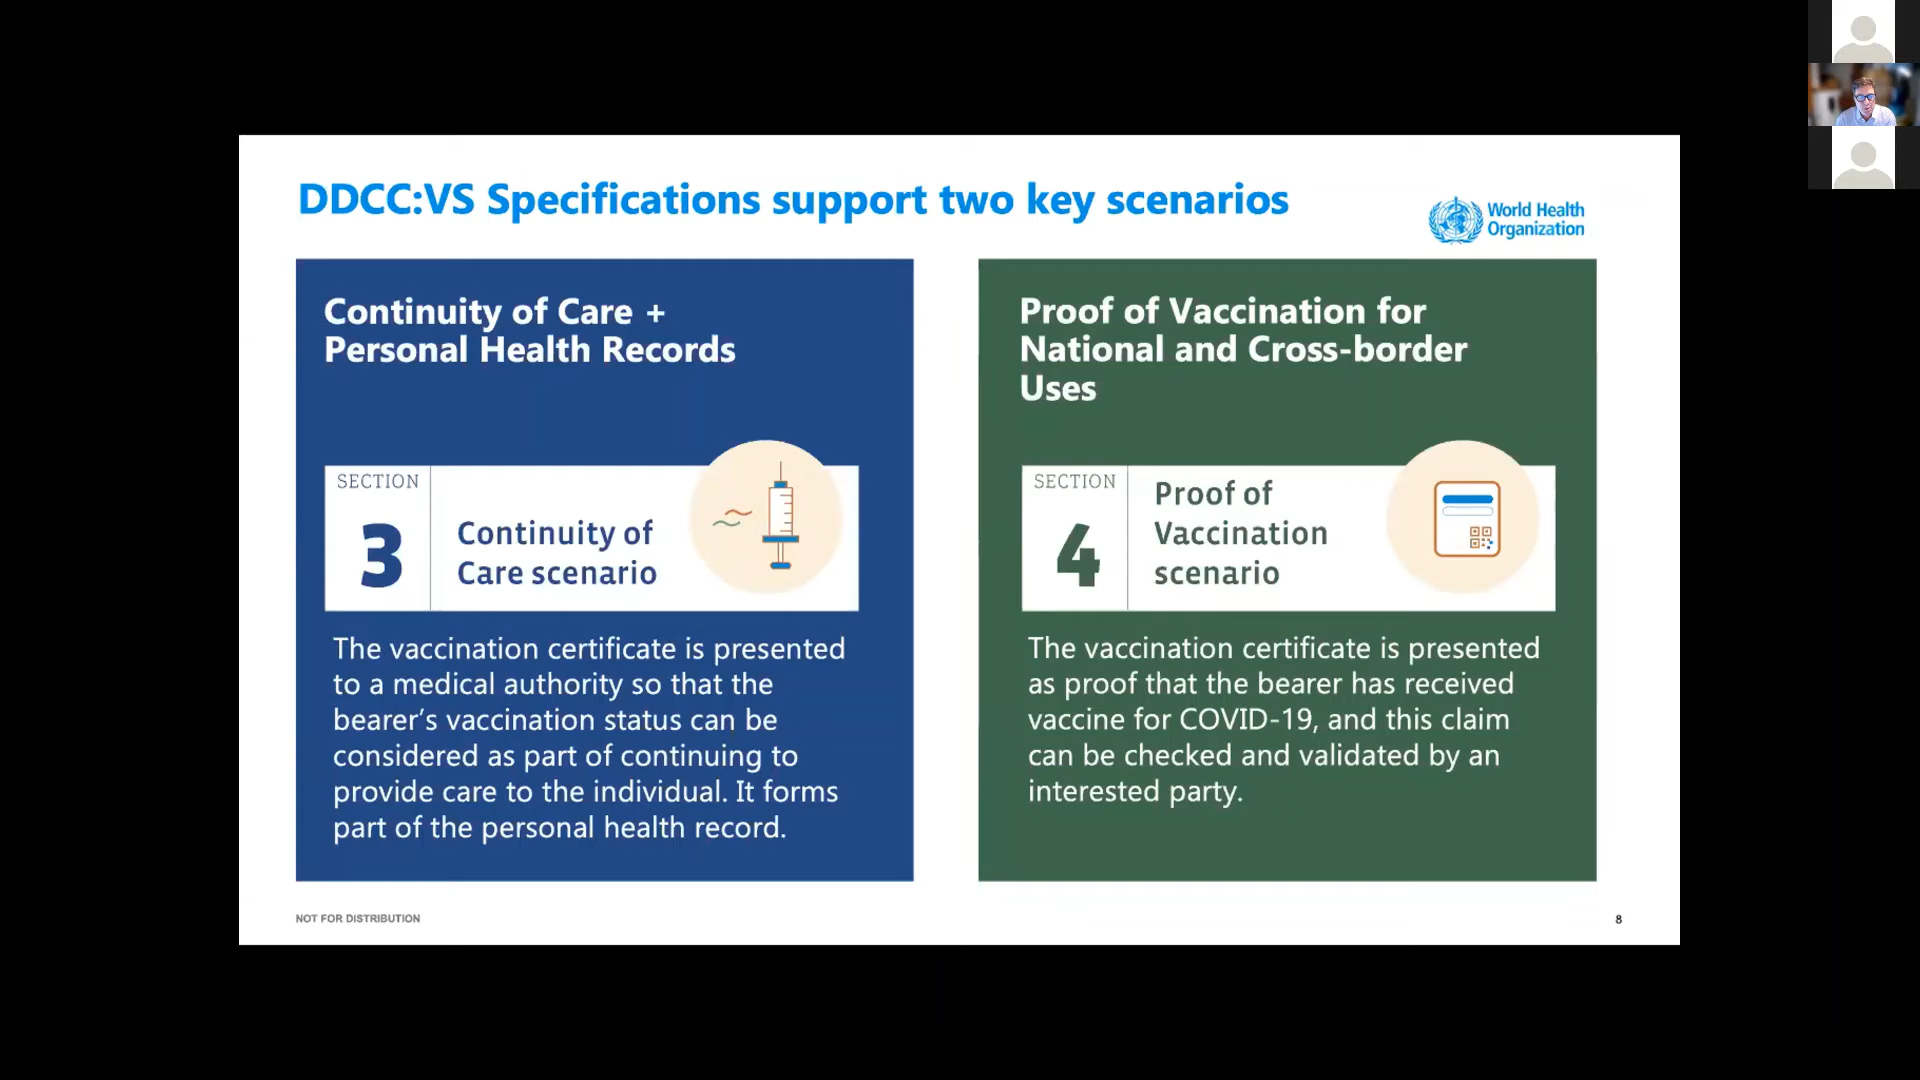 DDCC:VS Specifications support two key scenarios
World Health
Organization
Continuity of Care +
Personal Health Records
SECTION
3
Continuity of
Care scenario
The vaccination certificate is presented
to a medical authority so that the
bearer’s vaccination status can be
considered as part of continuing to
provide care to the individual. It forms
part of the personal health record.
Proof of Vaccination for
National and Cross-border
Uses
SECTION
4
Proof of
Vaccination
scenario
The vaccination certificate is presented
as proof that the bearer has received
vaccine for COVID-19, and this claim
can be checked and validated by an
interested party.
NOT FOR DISTRIBUTION
8